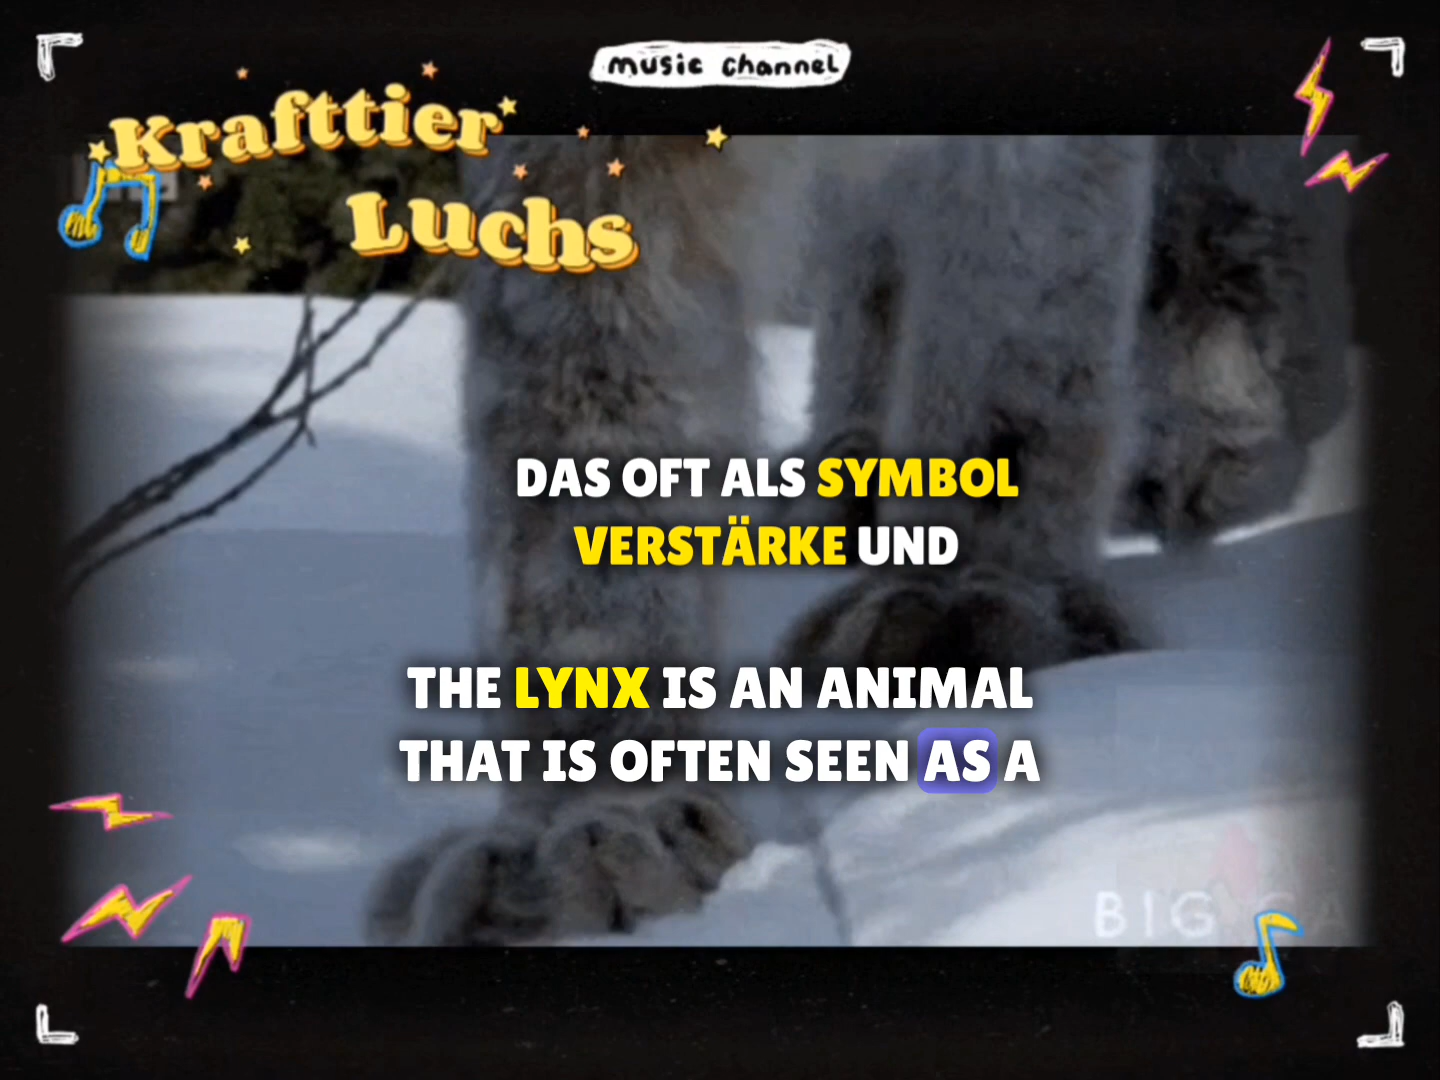 music channel
Krafttier
Luchs
DAS OFT ALS SYMBOL
VERSTÄRKE UND
THE LYNX IS AN ANIMAL
THAT IS OFTEN SEEN AS A
BIG